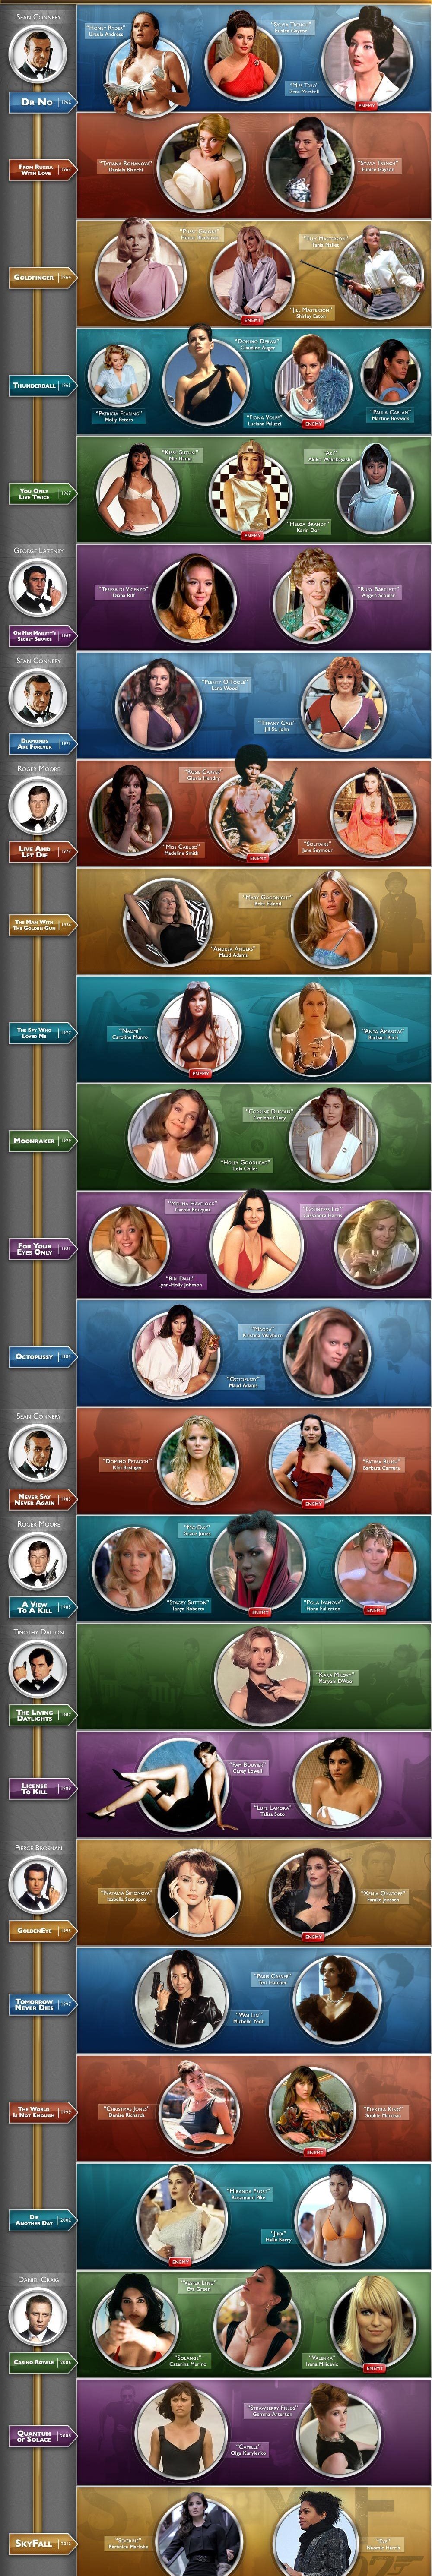 Sean Connery
"Honey Ryder"
Ursula Andress
"Sylvia Trench"
Eunice Gayson
"Miss Taro"
Zena Marshall
ENEMY
Dr No 1962
"Tatiana Romanova"
Daniela Bianchi
"Sylvia Trench"
Eunice Gayson
From Russia
With Love 1963
"Pussy Galore"
Honor Blackman
"Tilly Masterson"
Tania Mallet
"Jill Masterson"
Shirley Eaton
ENEMY
Goldfinger 1964
"Domino Derval"
Claudine Auger
"Patricia Fearing"
Molly Peters
"Fiona Volpe"
Luciana Paluzzi
ENEMY
"Paula Caplan"
Martine Beswick
Thunderball 1965
"Kissy Suzuki"
Mie Hama
"Aki"
Akiko Wakabayashi
"Helga Brandt"
Karin Dor
ENEMY
You Only
Live Twice 1967
George Lazenby
"Teresa di Vicenzo"
Diana Riff
"Ruby Bartlett"
Angela Scoular
On Her Majesty's
Secret Service 1969
Sean Connery
"Plenty O'Toole"
Lana Wood
"Tiffany Case"
Jill St. John
Diamonds
Are Forever 1971
Roger Moore
"Rosie Carver"
Gloria Hendry
"Miss Caruso"
Madeline Smith
"Solitaire"
Jane Seymour
ENEMY
Live And
Let Die 1973
"Mary Goodnight"
Britt Ekland
"Andrea Anders"
Maud Adams
The Man With
The Golden Gun 1974
"Naomi"
Caroline Munro
"Anya Amasova"
Barbara Bach
ENEMY
The Spy Who
Loved Me 1977
"Corinne Dufour"
Corinne Clery
"Holly Goodhead"
Lois Chiles
Moonraker 1979
"Melina Havelock"
Carole Bouquet
"Countess Lisl"
Cassandra Harris
"Bibi Dahl"
Lynn-Holly Johnson
For Your
Eyes Only 1981
"Magda"
Kristina Wayborn
"Octopussy"
Maud Adams
Octopussy 1983
Sean Connery
"Domino Petacchi"
Kim Basinger
"Fatima Blush"
Barbara Carrera
ENEMY
Never Say
Never Again 1983
Roger Moore
"MayDay"
Grace Jones
"Stacey Sutton"
Tanya Roberts
"Pola Ivanova"
Fiona Fullerton
ENEMY
ENEMY
A View
To A Kill 1985
Timothy Dalton
"Kara Milovy"
Maryam D'Abo
The Living
Daylights 1987
"Pam Bouvier"
Carey Lowell
"Lupe Lamora"
Talisa Soto
License
To Kill 1989
Pierce Brosnan
"Natalya Simonova"
Isabella Scorupco
"Xenia Onatopp"
Famke Janssen
ENEMY
GoldenEye 1995
"Paris Carver"
Teri Hatcher
"Wai Lin"
Michelle Yeoh
Tomorrow
Never Dies 1997
"Christmas Jones"
Denise Richards
"Elektra King"
Sophie Marceau
ENEMY
The World
Is Not Enough 1999
"Miranda Frost"
Rosamund Pike
"Jinx"
Halle Berry
ENEMY
Die
Another Day 2002
Daniel Craig
"Vesper Lynd"
Eva Green
"Solange"
Caterina Murino
"Valenka"
Ivana Milicevic
ENEMY
Casino Royale 2006
"Strawberry Fields"
Gemma Arterton
"Camille"
Olga Kurylenko
Quantum
of Solace 2008
"Severine"
Bérénice Marlohe
"Eve"
Naomie Harris
SkyFall 2012